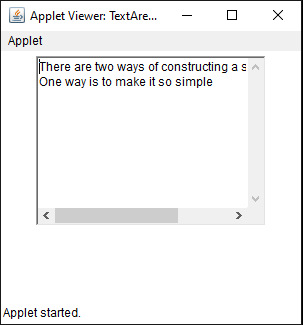 Applet Viewer: TextAre...
Applet
There are two ways of constructing a s
One way is to make it so simple
Applet started.